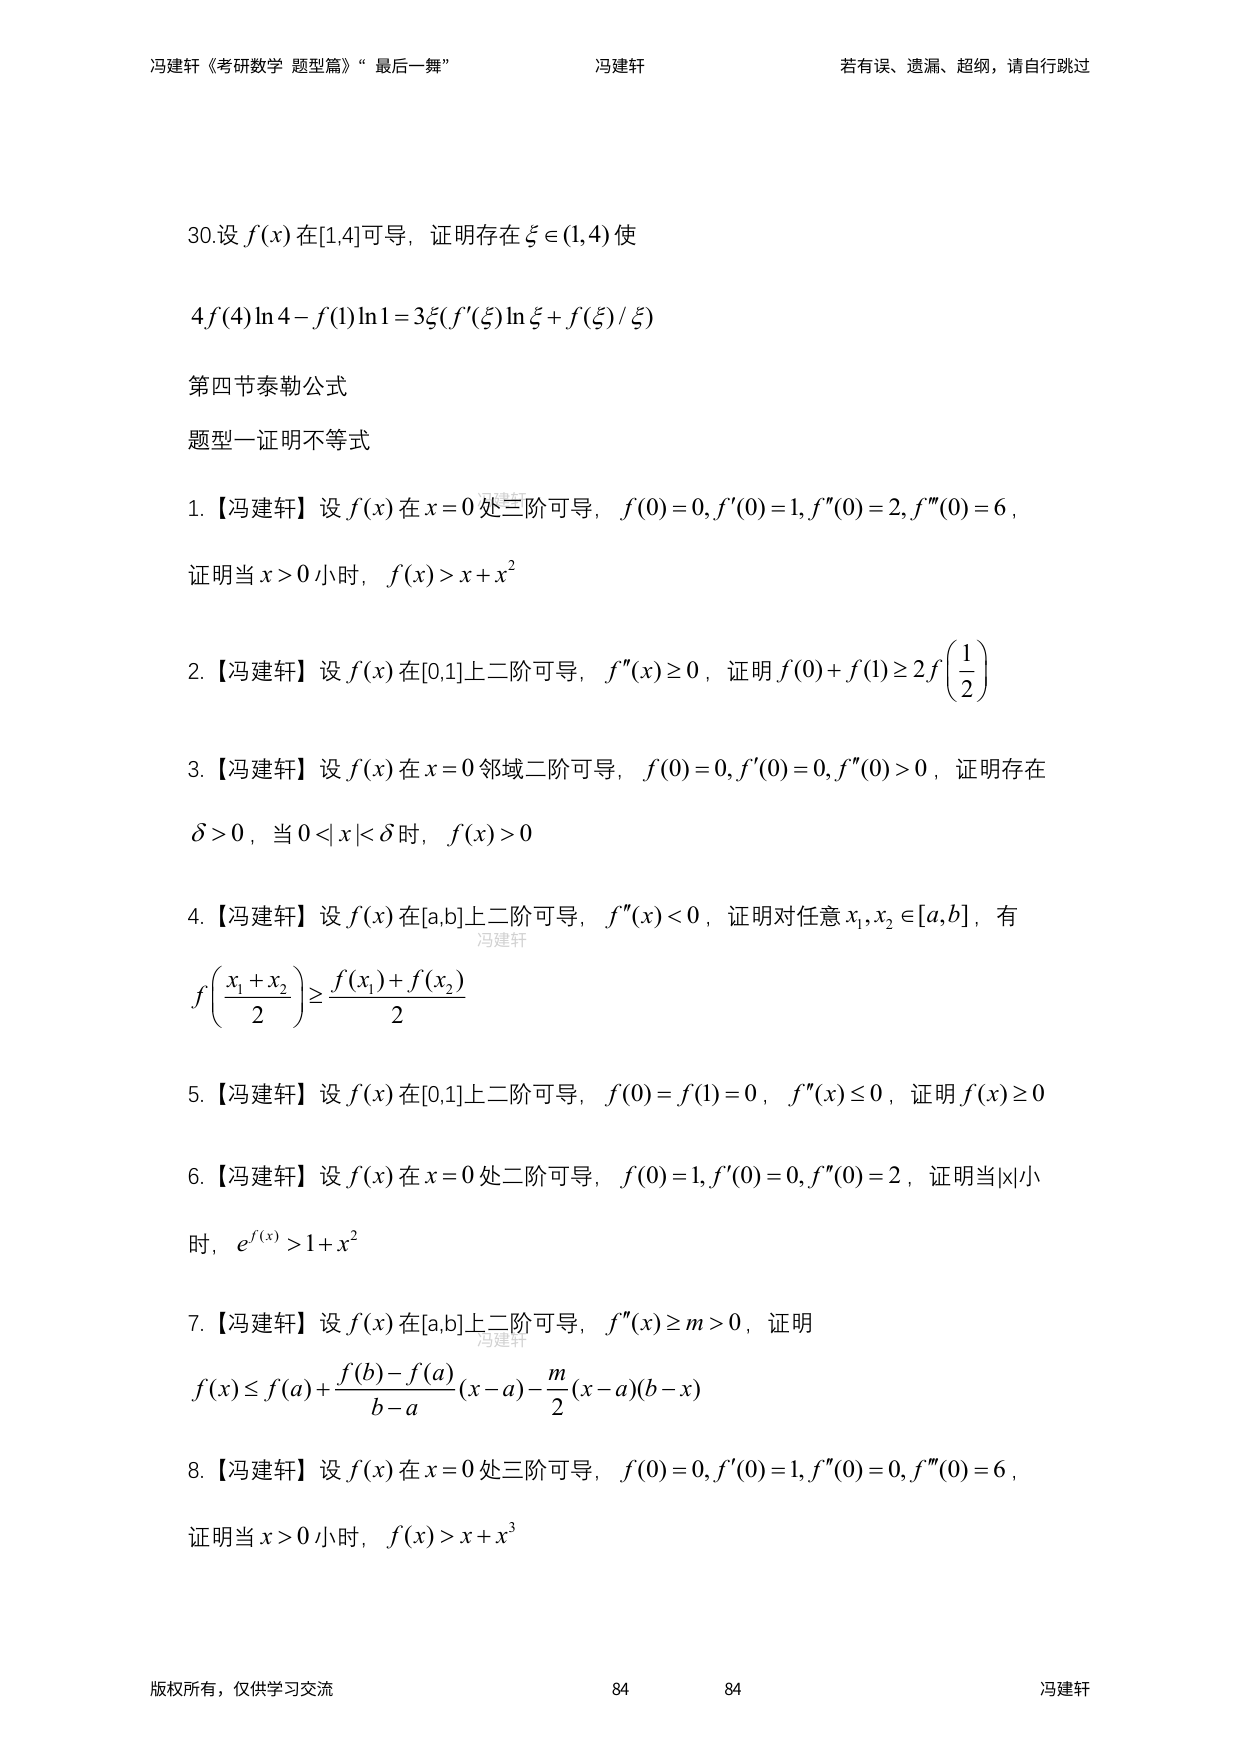 冯建轩《考研数学 题型篇》“ 最后一舞” 冯建轩 若有误、遗漏、超纲，请自行跳过
30.设 f(x) 在[1,4]可导，证明存在 ξ∈(1,4) 使
4f(4)ln4−f(1)ln1=3ξ(f′(ξ)lnξ+f(ξ)/ξ)
第四节泰勒公式
题型一证明不等式
1.【冯建轩】设 f(x) 在 x=0 处三阶可导， f(0)=0, f′(0)=1, f″(0)=2, f‴(0)=6，
冯建轩
证明当 x>0 小时， f(x)>x+x²
2.【冯建轩】设 f(x) 在[0,1]上二阶可导， f″(x)≥0，证明 f(0)+f(1)≥2f(1/2)
3.【冯建轩】设 f(x) 在 x=0 邻域二阶可导， f(0)=0, f′(0)=0, f″(0)>0，证明存在
δ>0，当 0<|x|<δ 时， f(x)>0
4.【冯建轩】设 f(x) 在[a,b]上二阶可导， f″(x)<0，证明对任意 x₁,x₂∈[a,b]，有
冯建轩
f((x₁+x₂)/2)≥(f(x₁)+f(x₂))/2
5.【冯建轩】设 f(x) 在[0,1]上二阶可导， f(0)=f(1)=0， f″(x)≤0，证明 f(x)≥0
6.【冯建轩】设 f(x) 在 x=0 处二阶可导， f(0)=1, f′(0)=0, f″(0)=2，证明当|x|小
时， e^{f(x)}>1+x²
7.【冯建轩】设 f(x) 在[a,b]上二阶可导， f″(x)≥m>0，证明
冯建轩
f(x)≤f(a)+(f(b)−f(a))/(b−a)(x−a)−m/2(x−a)(b−x)
8.【冯建轩】设 f(x) 在 x=0 处三阶可导， f(0)=0, f′(0)=1, f″(0)=0, f‴(0)=6，
证明当 x>0 小时， f(x)>x+x³
版权所有，仅供学习交流 84 84 冯建轩